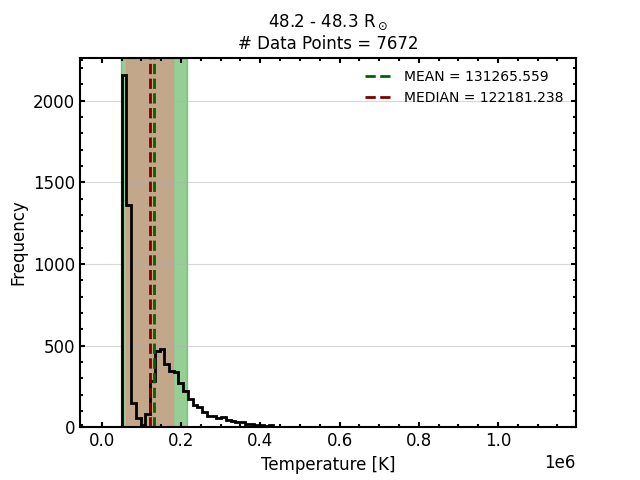 48.2 - 48.3 R⊙
# Data Points = 7672
MEAN = 131265.559
MEDIAN = 122181.238
Frequency
2000
1500
1000
500
0
0.0 0.2 0.4 0.6 0.8 1.0
1e6
Temperature [K]